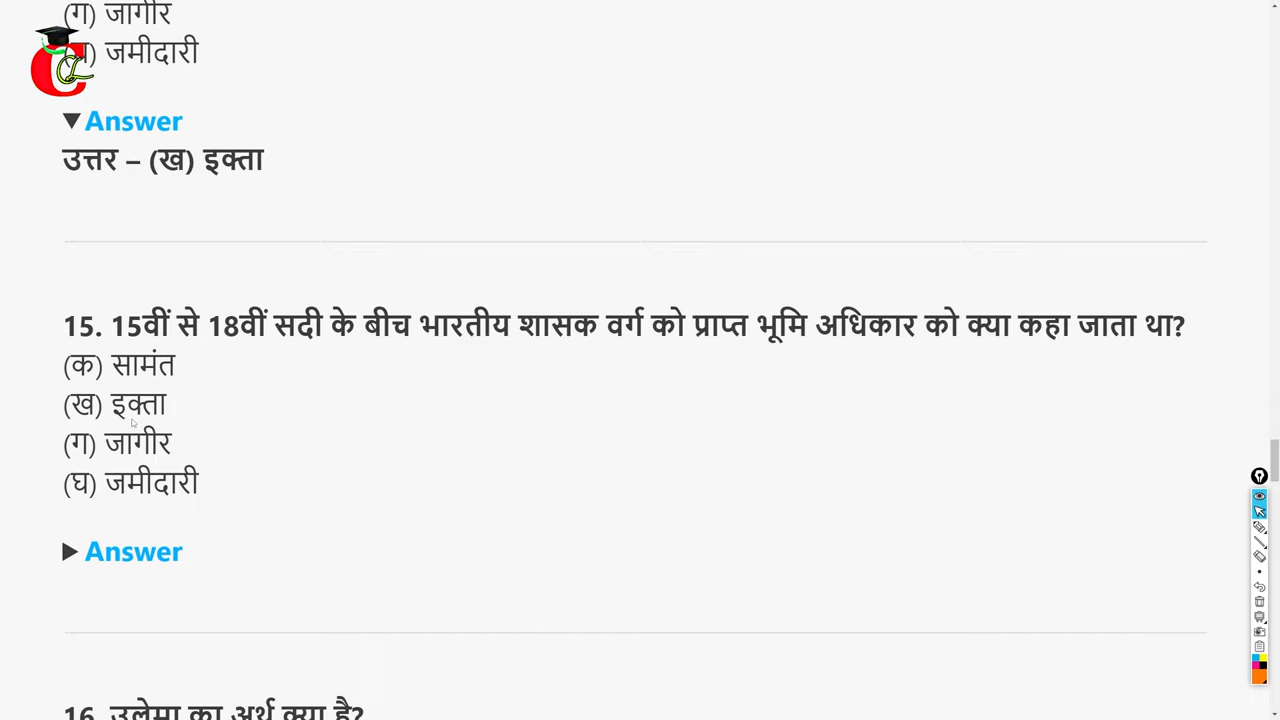 (ग) जागीर
) जमीदारी
Answer
उत्तर – (ख) इक्ता
15. 15वीं से 18वीं सदी के बीच भारतीय शासक वर्ग को प्राप्त भूमि अधिकार को क्या कहा जाता था?
(क) सामंत
(ख) इक्ता
(ग) जागीर
(घ) जमीदारी
Answer
16. उलेमा का अर्थ क्या है?